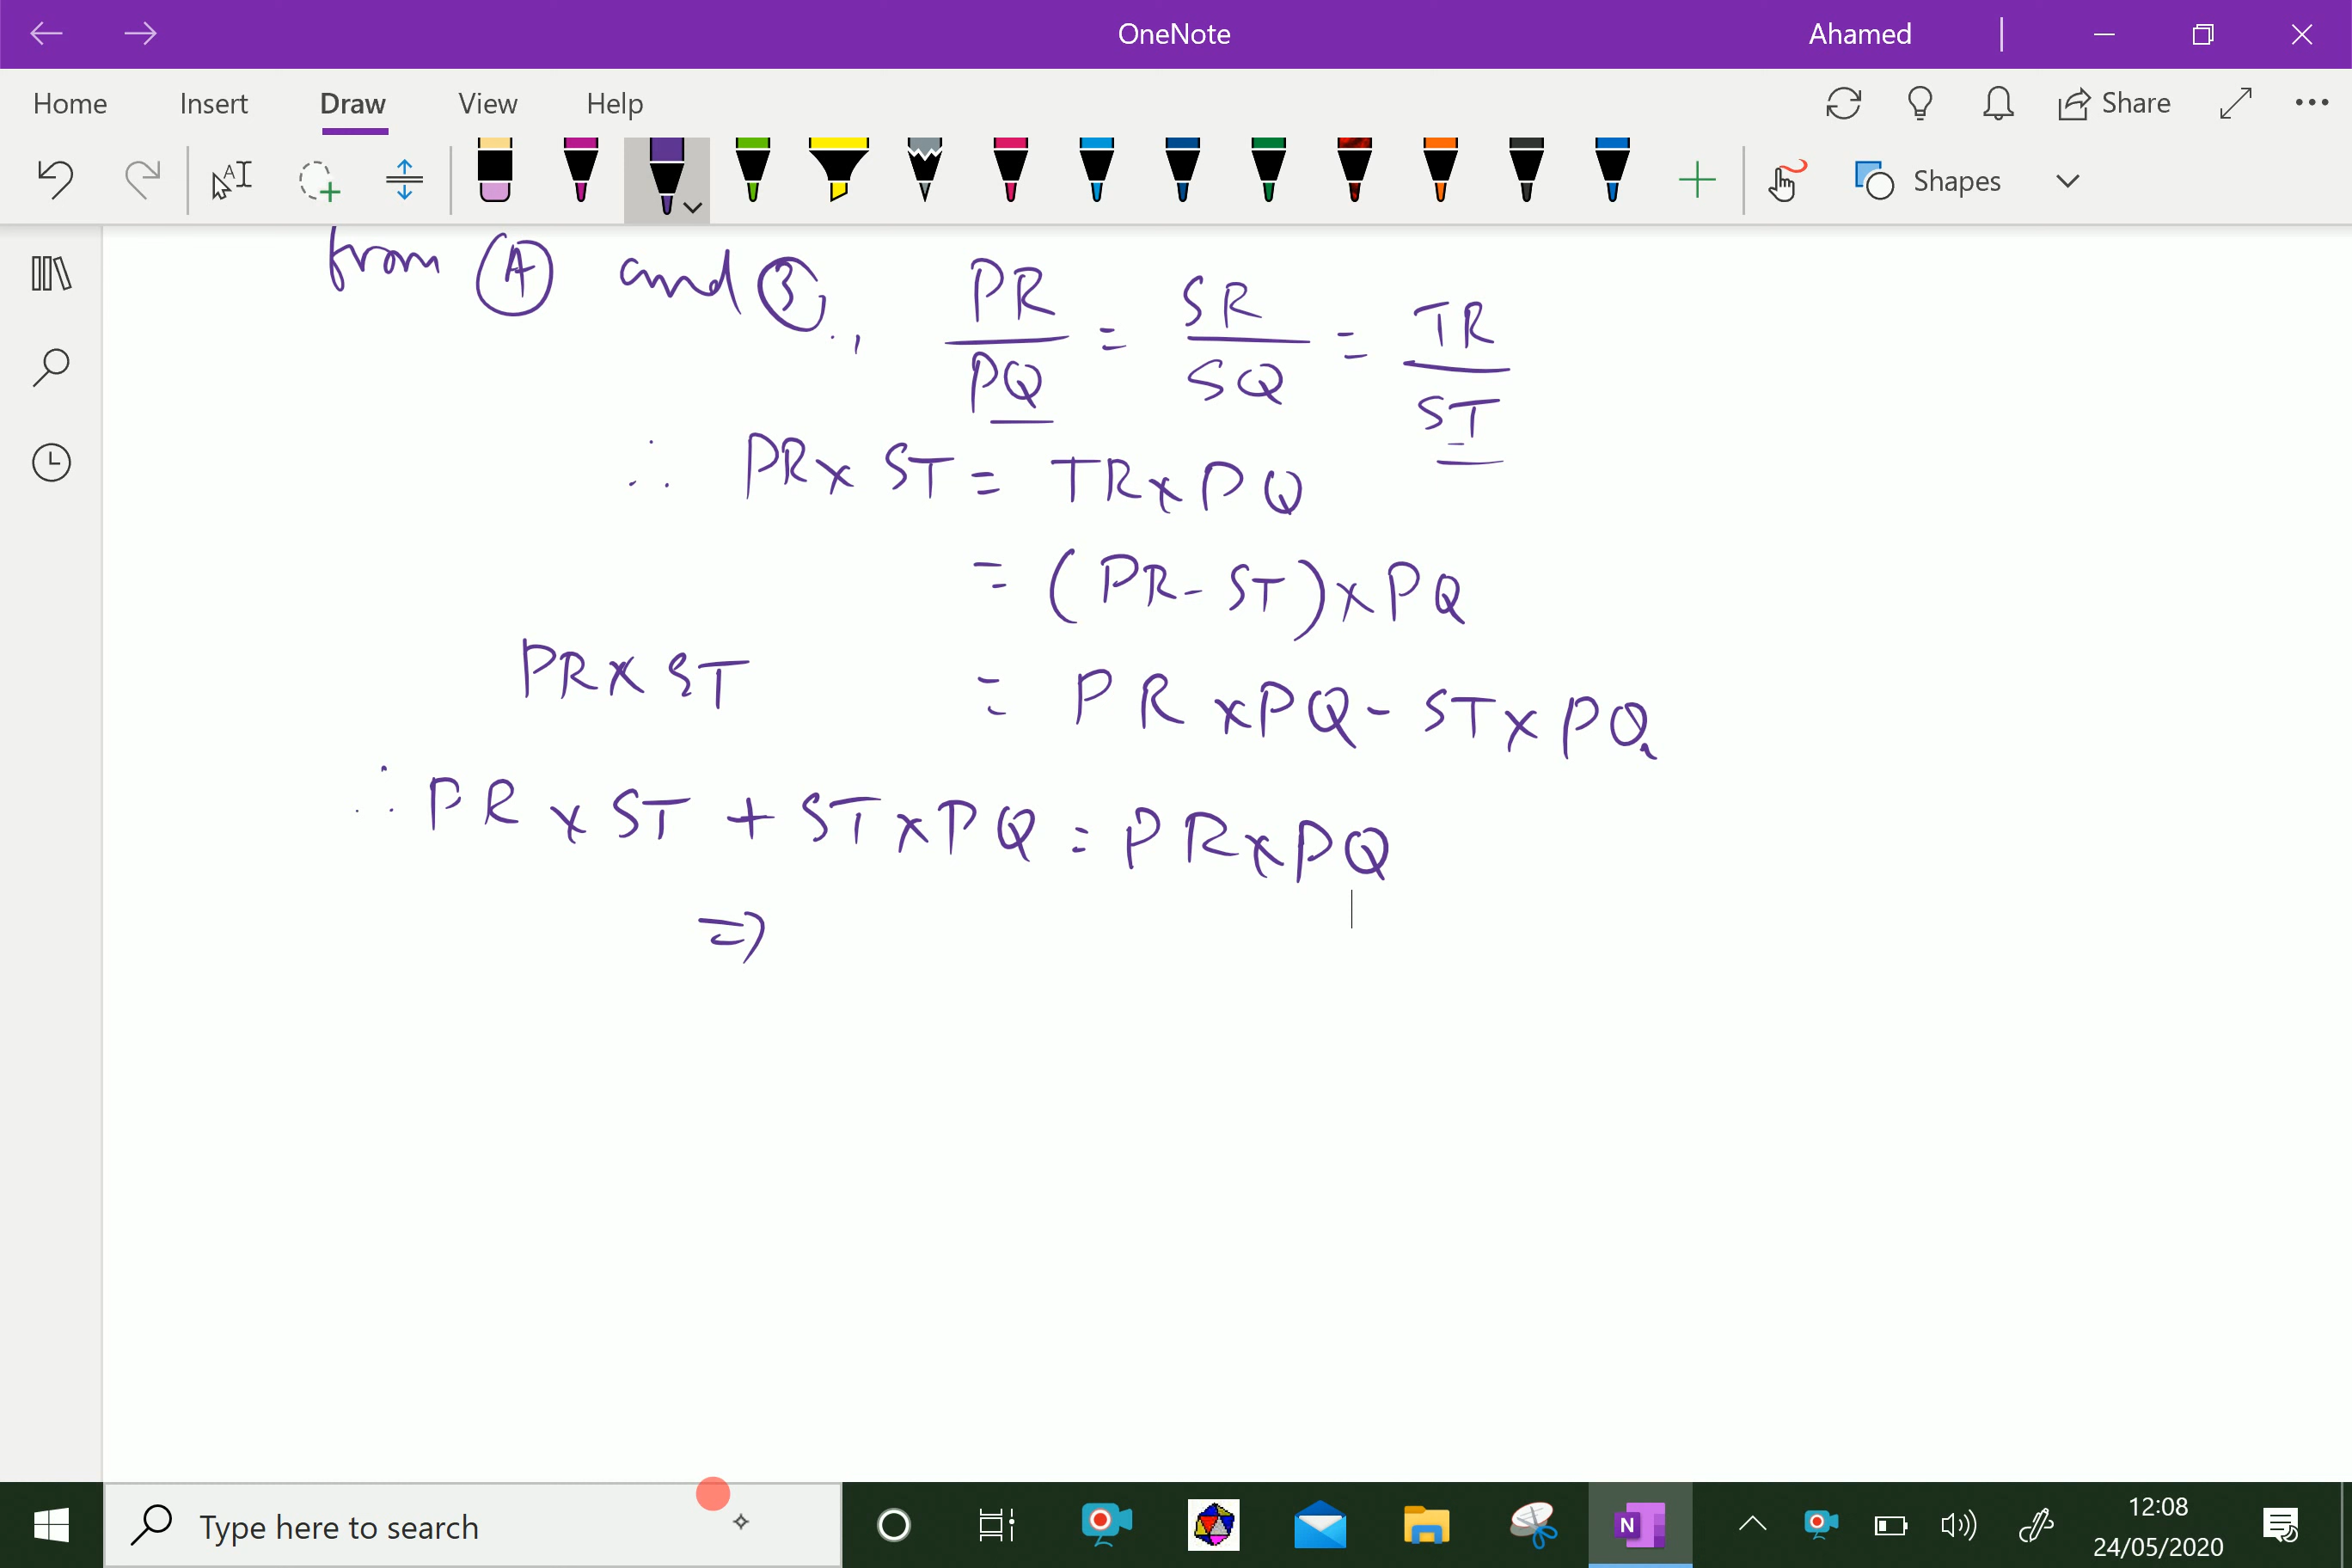 OneNote
Ahamed
Home Insert Draw View Help
Share
Shapes
from (4) and (3),
PR/PQ = SR/SQ = TR/ST
∴ PR × ST = TR × PQ
= (PR - ST) × PQ
PR × ST = PR × PQ - ST × PQ
∴ PR × ST + ST × PQ = PR × PQ
⇒
Type here to search
12:08
24/05/2020